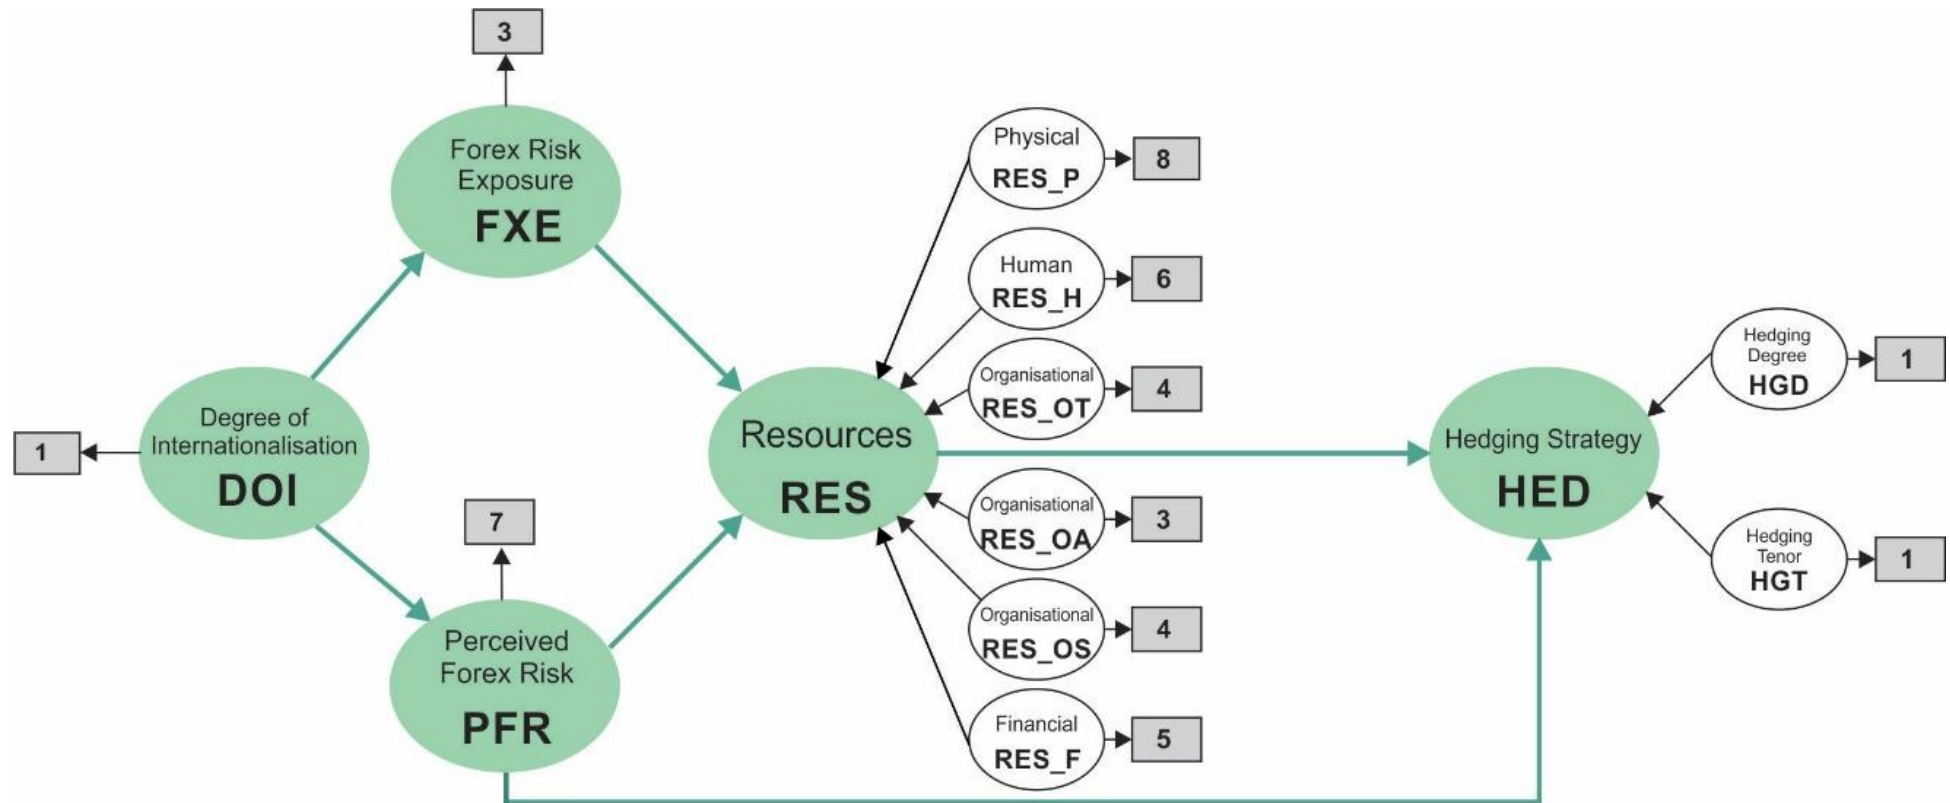 3
Forex Risk
Exposure
FXE
Physical
RES_P
8
Human
RES_H
6
Organisational
RES_OT
4
Degree of
Internationalisation
DOI
1
Resources
RES
Hedging Strategy
HED
Hedging
Degree
HGD
1
Organisational
RES_OA
3
7
Hedging
Tenor
HGT
1
Perceived
Forex Risk
PFR
Organisational
RES_OS
4
Financial
RES_F
5